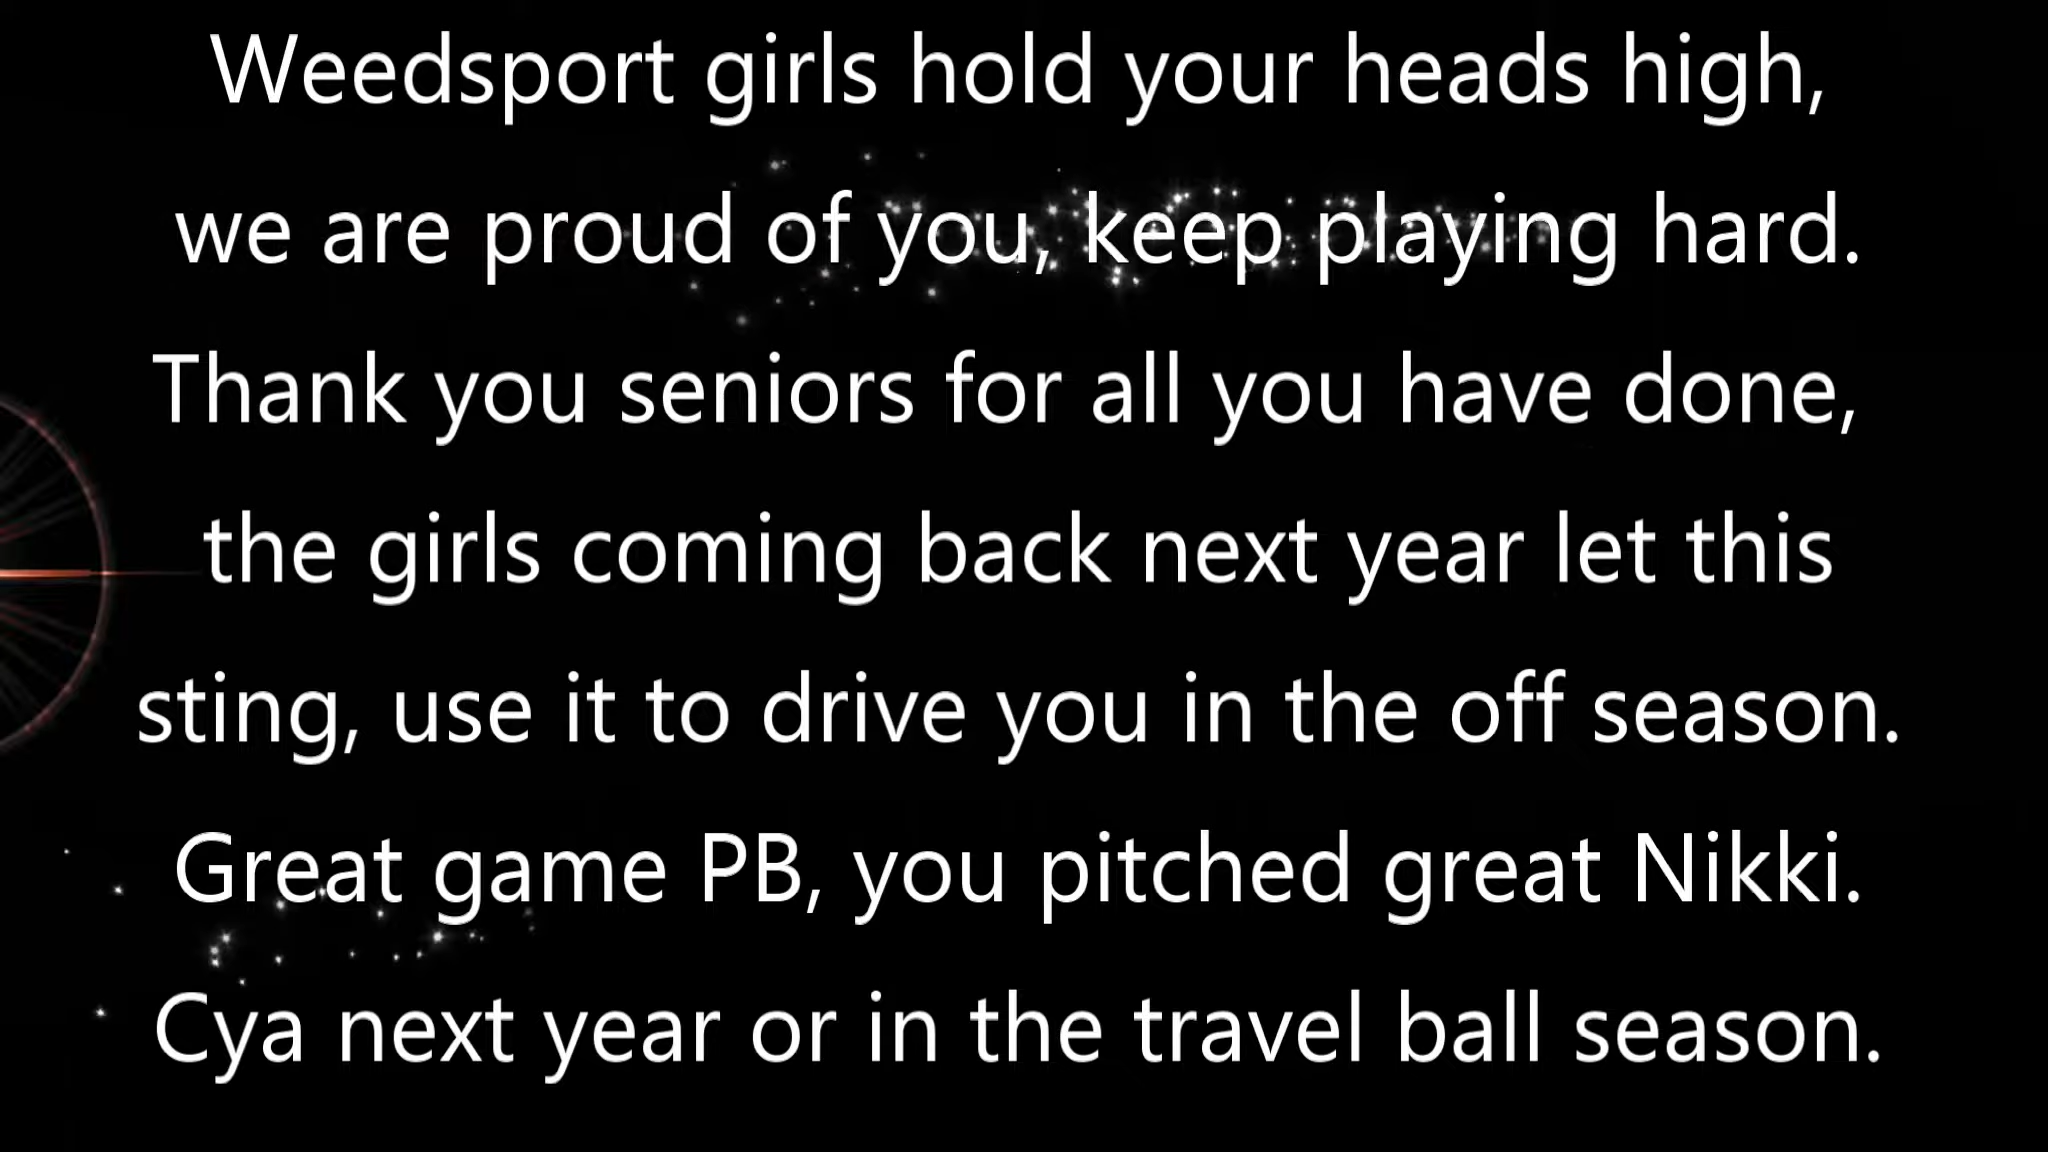 Weedsport girls hold your heads high,
we are proud of you, keep playing hard.
Thank you seniors for all you have done,
the girls coming back next year let this
sting, use it to drive you in the off season.
Great game PB, you pitched great Nikki.
Cya next year or in the travel ball season.